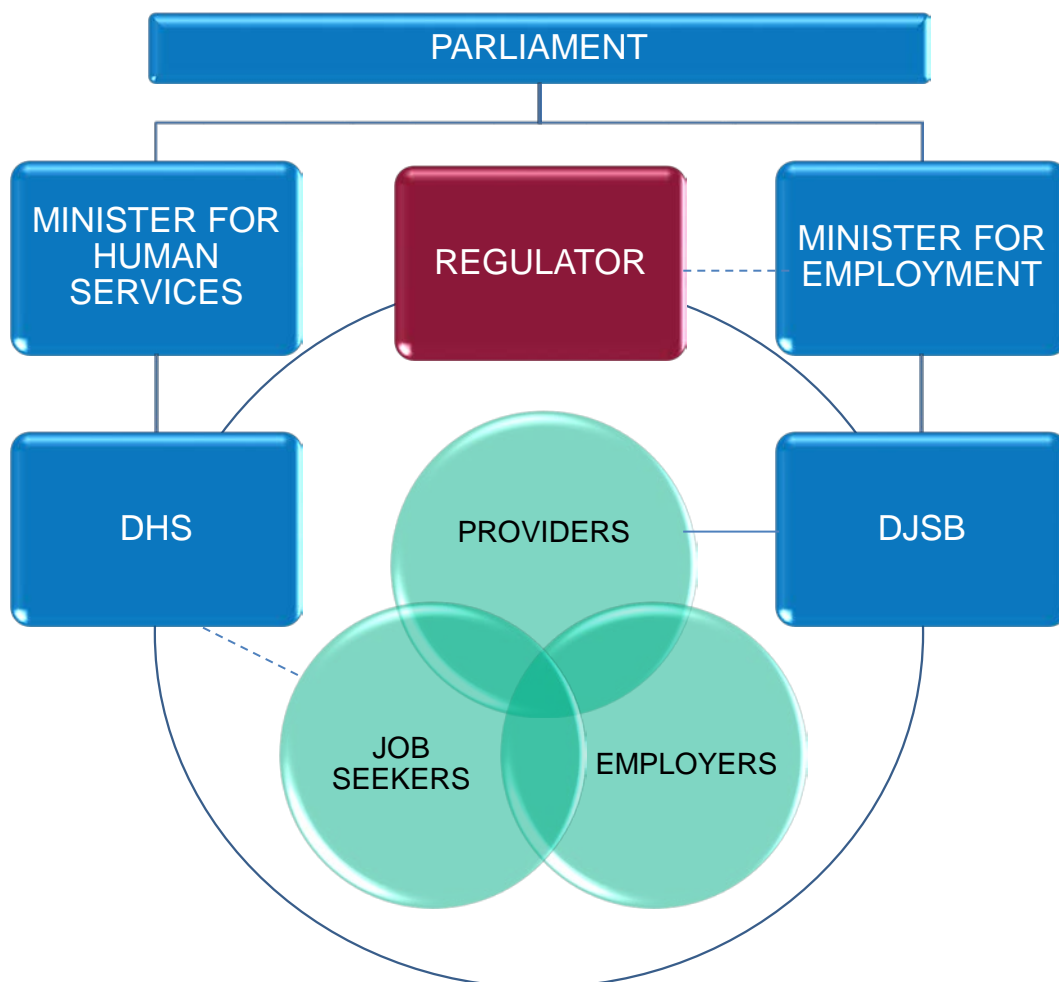 PARLIAMENT
MINISTER FOR
HUMAN
SERVICES
REGULATOR
MINISTER FOR
EMPLOYMENT
DHS
PROVIDERS
DJSB
JOB
SEEKERS
EMPLOYERS